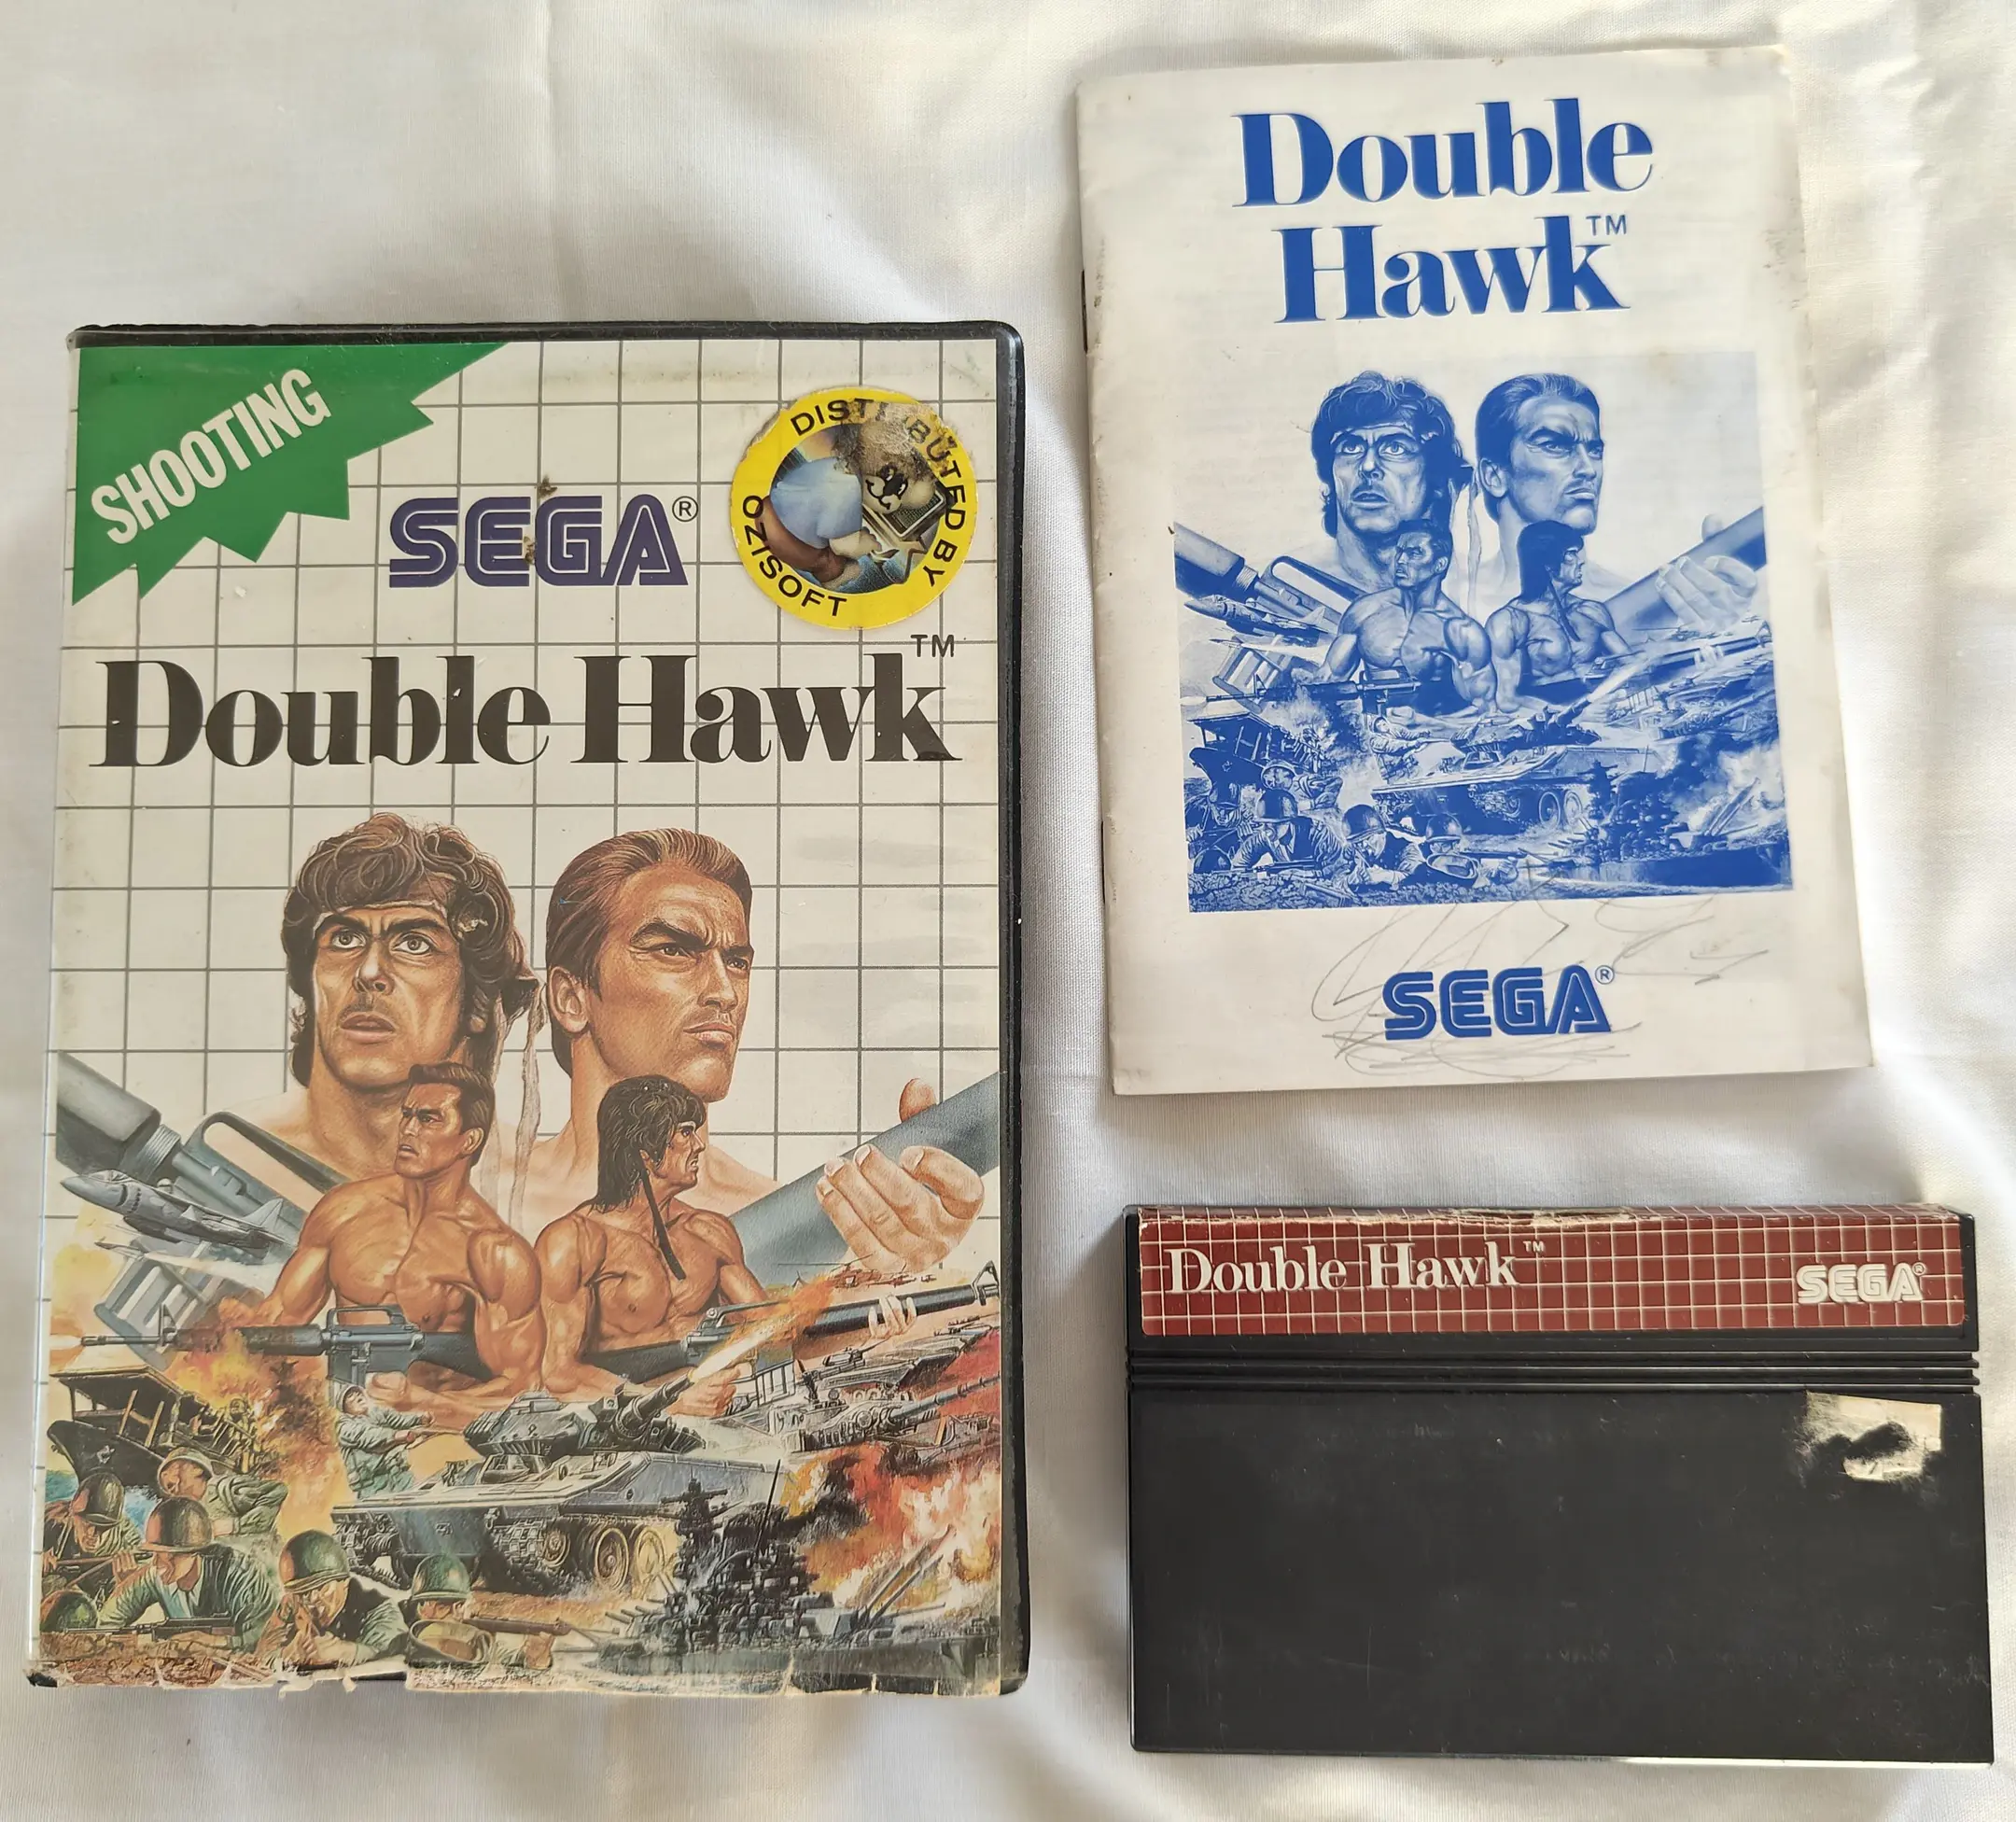 SHOOTING
SEGA®
DISTRIBUTED BY
OZISOFT
Double Hawk™
Double
Hawk™
SEGA®
Double Hawk™
SEGA®